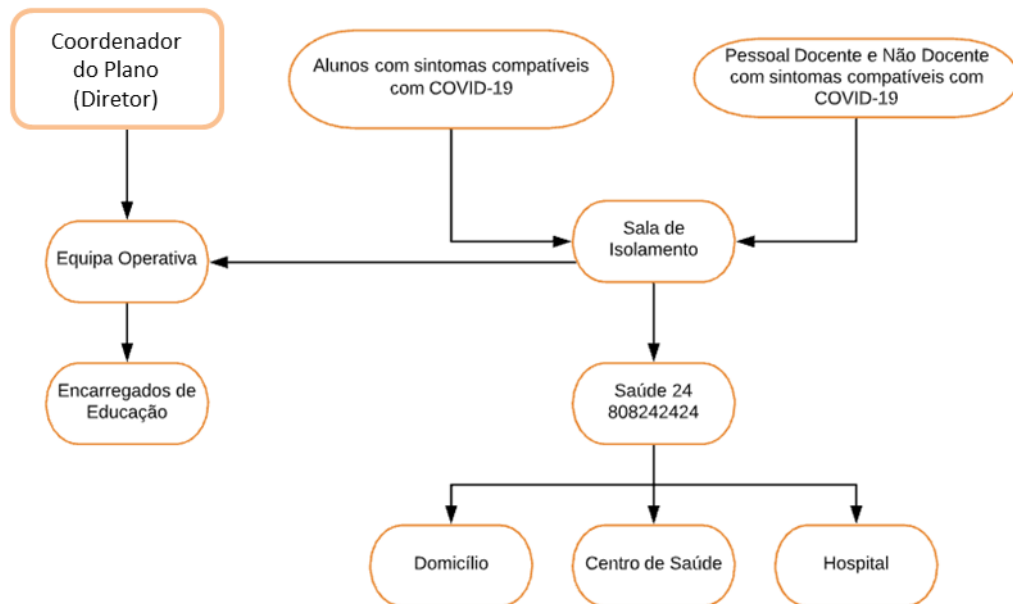 Coordenador
do Plano
(Diretor)
Alunos com sintomas compatíveis
com COVID-19
Pessoal Docente e Não Docente
com sintomas compatíveis com
COVID-19
Equipa Operativa
Sala de
Isolamento
Encarregados de
Educação
Saúde 24
808242424
Domicílio
Centro de Saúde
Hospital